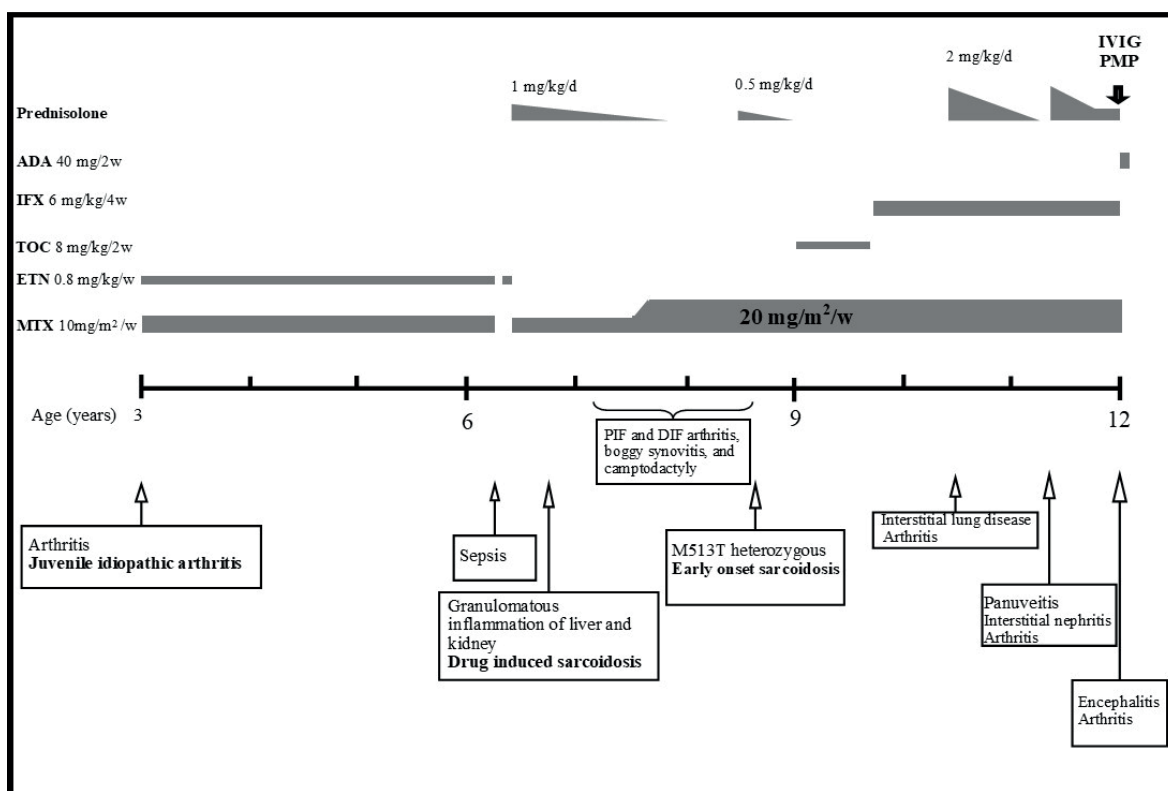 IVIG
PMP
2 mg/kg/d
1 mg/kg/d
0.5 mg/kg/d
Prednisolone
ADA 40 mg/2w
IFX 6 mg/kg/4w
TOC 8 mg/kg/2w
ETN 0.8 mg/kg/w
MTX 10mg/m² /w
20 mg/m²/w
Age (years)
3
6
9
12
PIF and DIF arthritis,
boggy synovitis, and
camptodactyly
Arthritis
Juvenile idiopathic arthritis
Sepsis
Granulomatous
inflammation of liver and
kidney
Drug induced sarcoidosis
M513T heterozygous
Early onset sarcoidosis
Interstitial lung disease
Arthritis
Panuveitis
Interstitial nephritis
Arthritis
Encephalitis
Arthritis